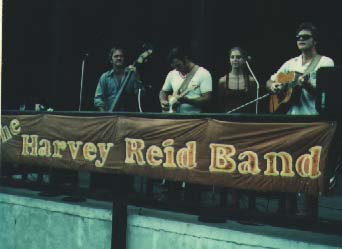 The Harvey Reid Band